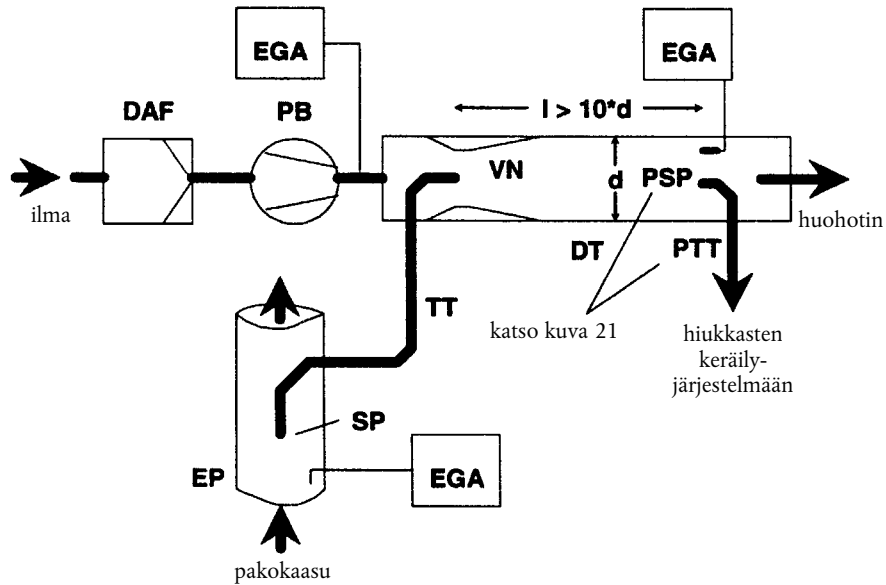 EGA
EGA
DAF
PB
l > 10*d
VN
d
PSP
ilma
huohotin
DT
PTT
TT
katso kuva 21
hiukkasten
keräily-
järjestelmään
SP
EP
EGA
pakokaasu